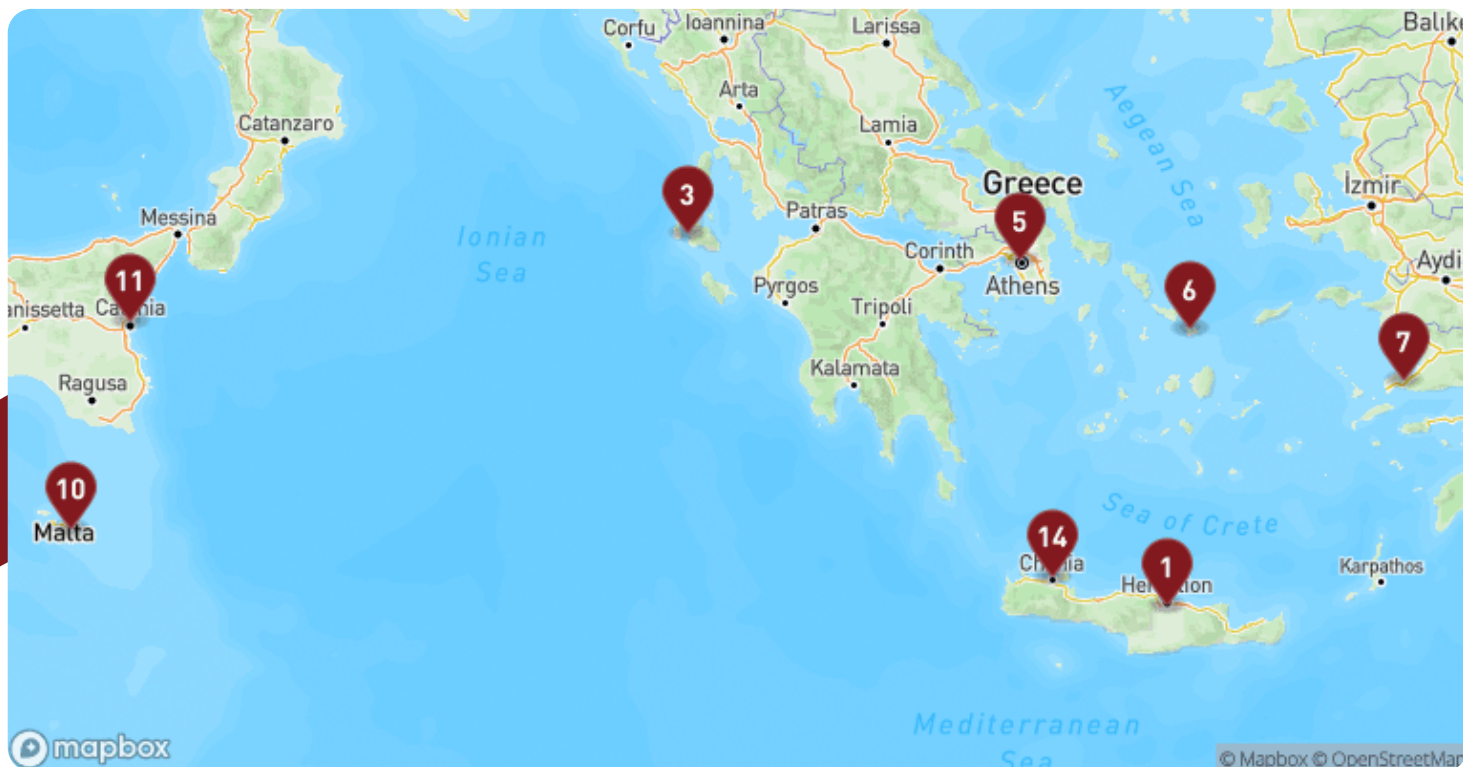 Corfu
Ioannina
Larissa
Balıke
Arta
Catanzaro
Lamia
Aegean Sea
Greece
İzmir
3
Messina
Patras
5
Ionian
Sea
Corinth
Aydı
11
Athens
6
Pyrgos
anissetta
Tripoli
7
Kalamata
Ragusa
10
Sea of Crete
Malta
14
1
Karpathos
Mediterranean
Sea
mapbox
© Mapbox © OpenStreetMap